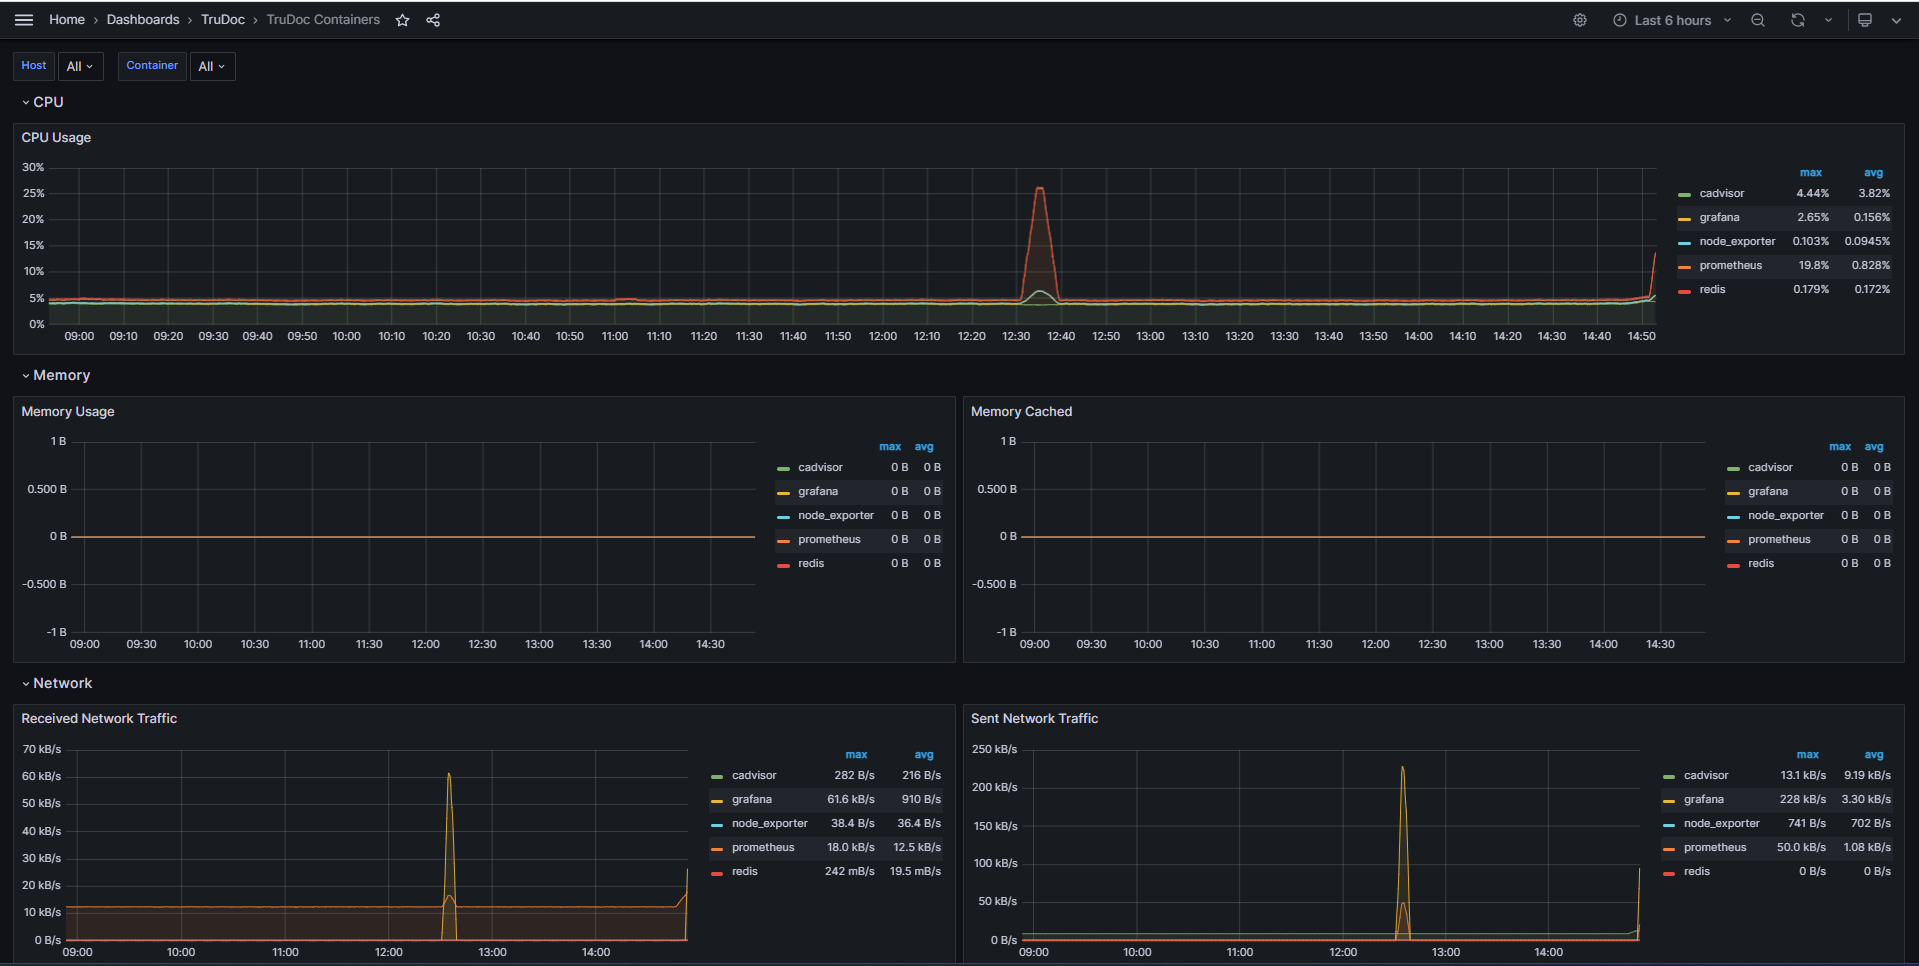 Home › Dashboards › TruDoc › TruDoc Containers
Last 6 hours
Host All Container All
CPU
CPU Usage
30%
25%
20%
15%
10%
5%
0%
09:00 09:10 09:20 09:30 09:40 09:50 10:00 10:10 10:20 10:30 10:40 10:50 11:00 11:10 11:20 11:30 11:40 11:50 12:00 12:10 12:20 12:30 12:40 12:50 13:00 13:10 13:20 13:30 13:40 13:50 14:00 14:10 14:20 14:30 14:40 14:50
max avg
cadvisor 4.44% 3.82%
grafana 2.65% 0.156%
node_exporter 0.103% 0.0945%
prometheus 19.8% 0.828%
redis 0.179% 0.172%
Memory
Memory Usage
1 B
0.500 B
0 B
-0.500 B
-1 B
09:00 09:30 10:00 10:30 11:00 11:30 12:00 12:30 13:00 13:30 14:00 14:30
max avg
cadvisor 0 B 0 B
grafana 0 B 0 B
node_exporter 0 B 0 B
prometheus 0 B 0 B
redis 0 B 0 B
Memory Cached
1 B
0.500 B
0 B
-0.500 B
-1 B
09:00 09:30 10:00 10:30 11:00 11:30 12:00 12:30 13:00 13:30 14:00 14:30
max avg
cadvisor 0 B 0 B
grafana 0 B 0 B
node_exporter 0 B 0 B
prometheus 0 B 0 B
redis 0 B 0 B
Network
Received Network Traffic
70 kB/s
60 kB/s
50 kB/s
40 kB/s
30 kB/s
20 kB/s
10 kB/s
0 B/s
09:00 10:00 11:00 12:00 13:00 14:00
max avg
cadvisor 282 B/s 216 B/s
grafana 61.6 kB/s 910 B/s
node_exporter 38.4 B/s 36.4 B/s
prometheus 18.0 kB/s 12.5 kB/s
redis 242 mB/s 19.5 mB/s
Sent Network Traffic
250 kB/s
200 kB/s
150 kB/s
100 kB/s
50 kB/s
0 B/s
09:00 10:00 11:00 12:00 13:00 14:00
max avg
cadvisor 13.1 kB/s 9.19 kB/s
grafana 228 kB/s 3.30 kB/s
node_exporter 741 B/s 702 B/s
prometheus 50.0 kB/s 1.08 kB/s
redis 0 B/s 0 B/s